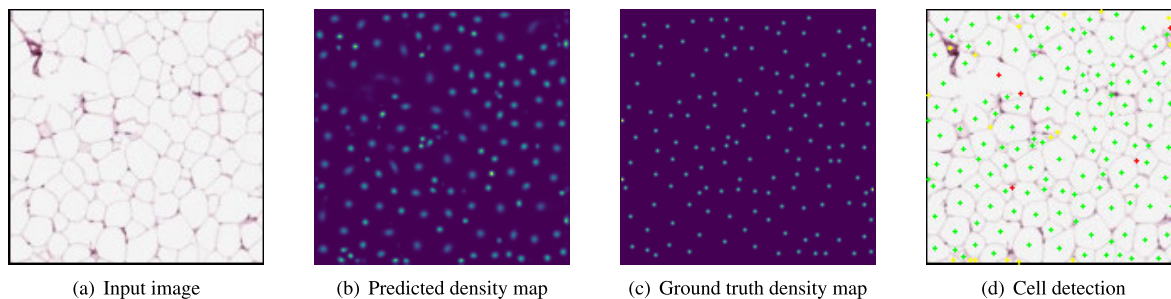 (a) Input image
(b) Predicted density map
(c) Ground truth density map
(d) Cell detection